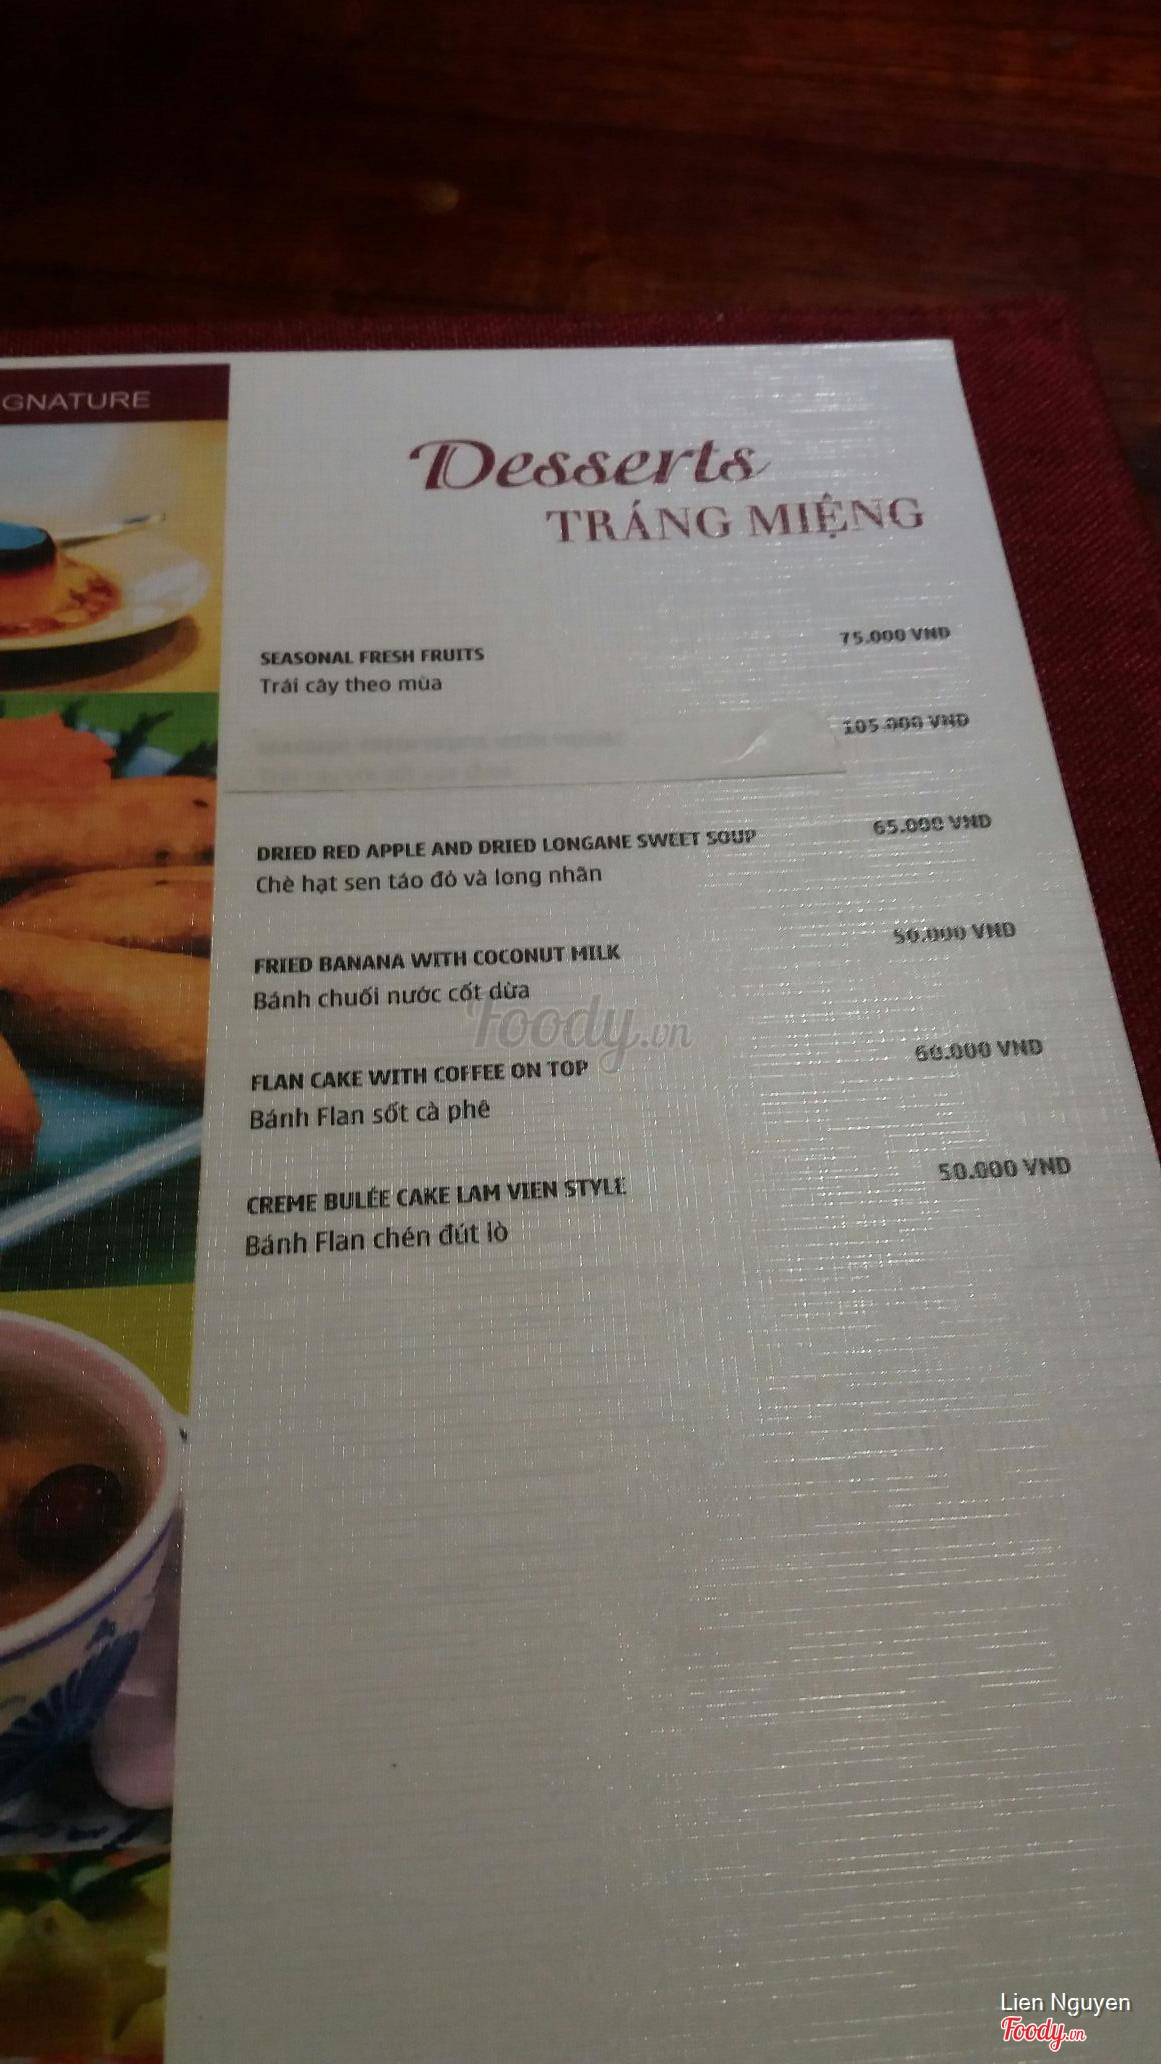 GNATURE
Desserts
TRÁNG MIỆNG
SEASONAL FRESH FRUITS
75.000 VND
Trái cây theo mùa
105.000 VND
DRIED RED APPLE AND DRIED LONGANE SWEET SOUP
65.000 VND
Chè hạt sen táo đỏ và long nhãn
FRIED BANANA WITH COCONUT MILK
50.000 VND
Bánh chuối nước cốt dừa
Foody.vn
FLAN CAKE WITH COFFEE ON TOP
60.000 VND
Bánh Flan sốt cà phê
CREME BULÉE CAKE LAM VIEN STYLE
50.000 VND
Bánh Flan chén đút lò
Lien Nguyen
Foody.vn